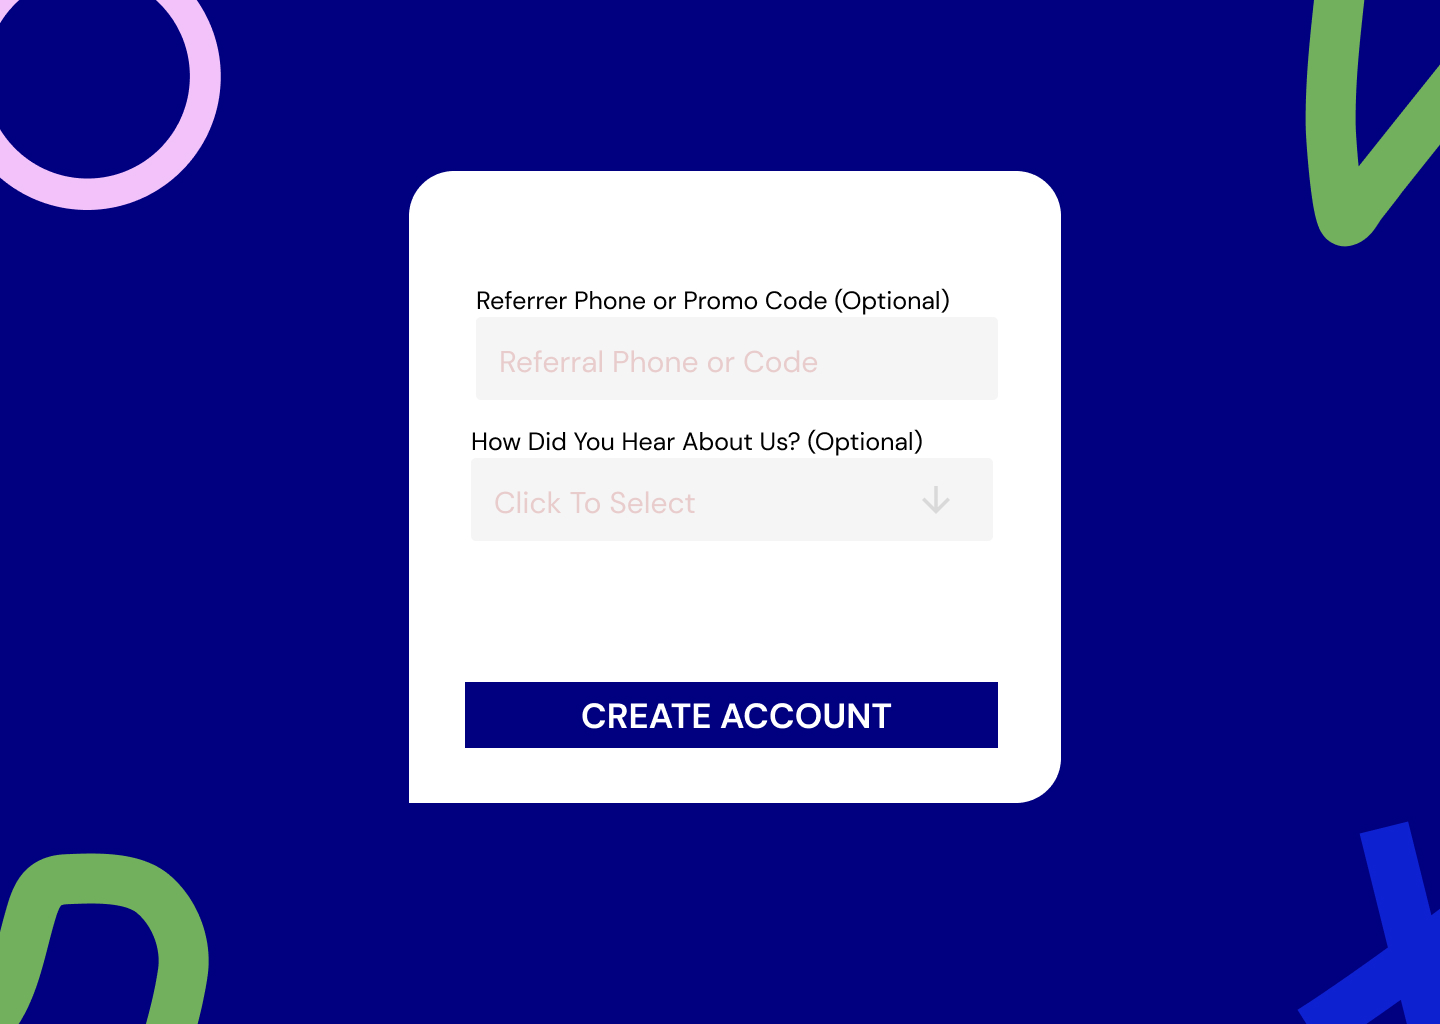 Referrer Phone or Promo Code (Optional)
Referral Phone or Code
How Did You Hear About Us? (Optional)
Click To Select
CREATE ACCOUNT